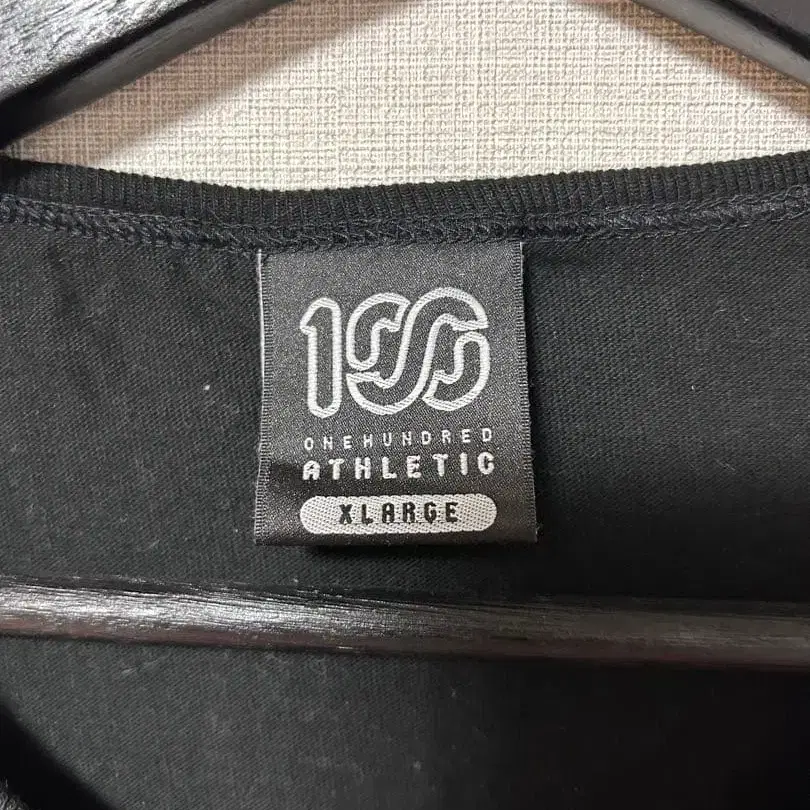 100
ONEHUNDRED
ATHLETIC
XLARGE